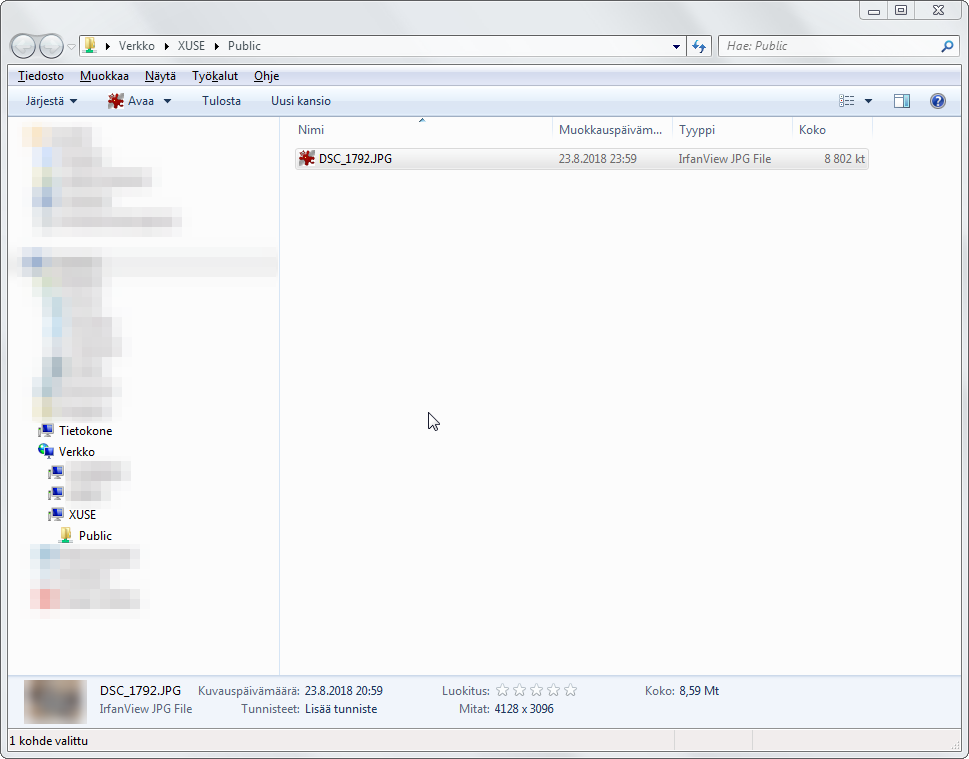 Verkko XUSE Public
Hae: Public
Tiedosto Muokkaa Näytä Työkalut Ohje
Järjestä Avaa Tulosta Uusi kansio
Nimi Muokkauspäiväm... Tyyppi Koko
DSC_1792.JPG 23.8.2018 23:59 IrfanView JPG File 8 802 kt
Tietokone
Verkko
XUSE
Public
DSC_1792.JPG Kuvauspäivämäärä: 23.8.2018 20:59 Luokitus: Koko: 8,59 Mt
IrfanView JPG File Tunnisteet: Lisää tunniste Mitat: 4128 x 3096
1 kohde valittu